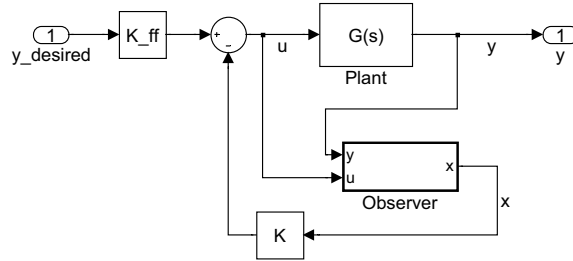 1
y_desired
K_ff
+
-
u
G(s)
Plant
y
1
y
y
u
x
Observer
x
K